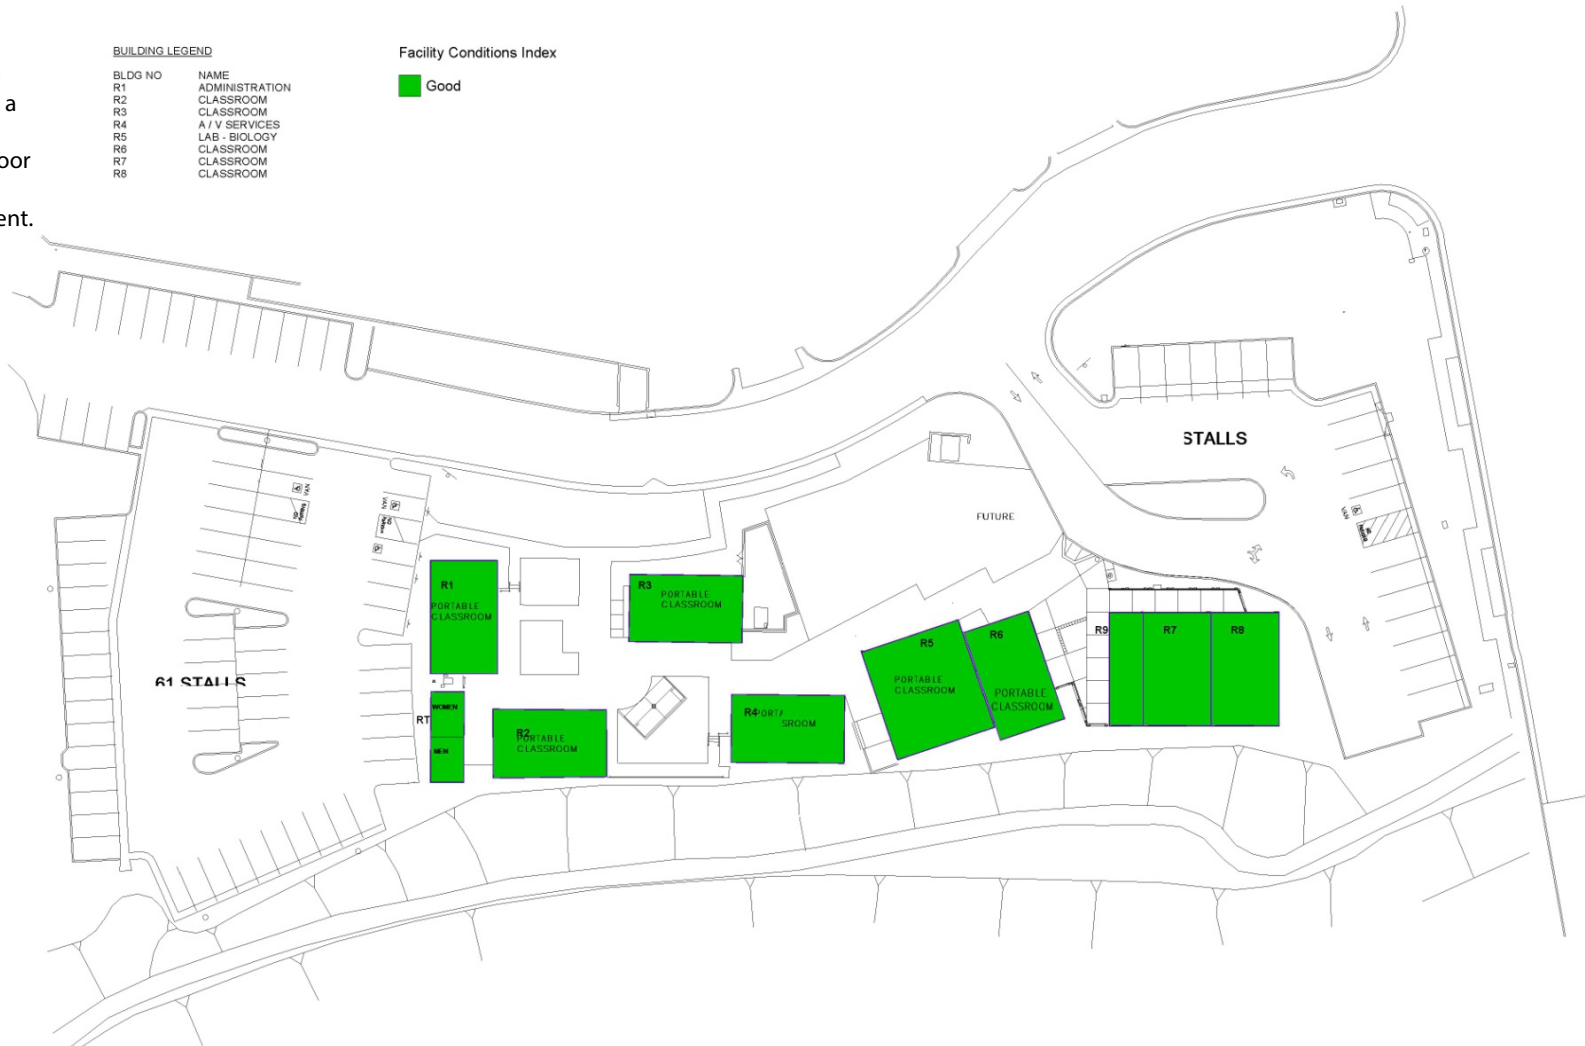 BUILDING LEGEND
BLDG NO NAME
R1 ADMINISTRATION
R2 CLASSROOM
R3 CLASSROOM
R4 A / V SERVICES
R5 LAB - BIOLOGY
R6 CLASSROOM
R7 CLASSROOM
R8 CLASSROOM
Facility Conditions Index
Good
a
oor
ent.
STALLS
VAN
VAN
VAN
FUTURE
R1
PORTABLE
CLASSROOM
R3
PORTABLE
CLASSROOM
R5
PORTABLE
CLASSROOM
R6
PORTABLE
CLASSROOM
R9
R7
R8
61 STALLS
WOMEN
RT
MEN
R2
PORTABLE
CLASSROOM
R4
SROOM